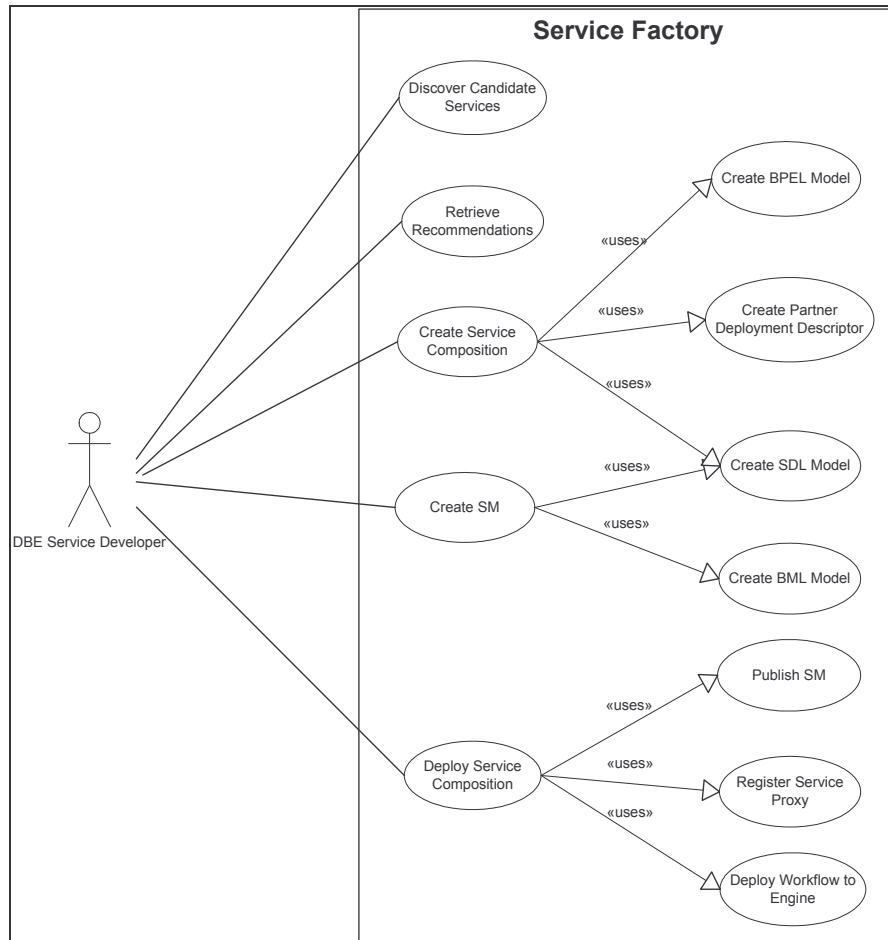 Service Factory
Discover Candidate
Services
Create BPEL Model
Retrieve
Recommendations
«uses»
Create Partner
Deployment Descriptor
«uses»
Create Service
Composition
«uses»
Create SDL Model
«uses»
Create SM
«uses»
DBE Service Developer
Create BML Model
Publish SM
«uses»
Deploy Service
Composition
«uses»
Register Service
Proxy
«uses»
Deploy Workflow to
Engine